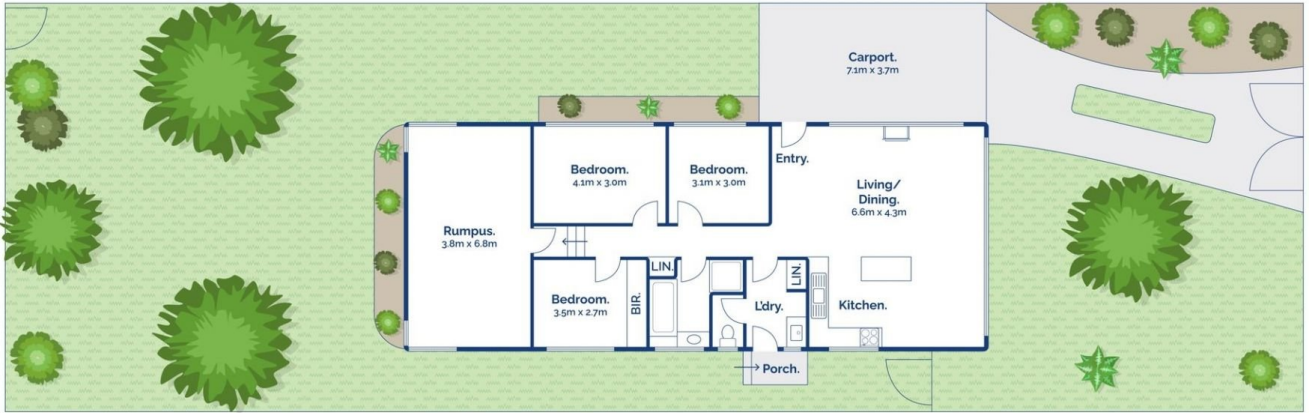 Carport.
7.1m x 3.7m
Entry.
Bedroom.
4.1m x 3.0m
Bedroom.
3.1m x 3.0m
Living/
Dining.
6.6m x 4.3m
Rumpus.
3.8m x 6.8m
LIN.
LIN.
Bedroom.
3.5m x 2.7m
BIR.
L'dry.
Kitchen.
Porch.